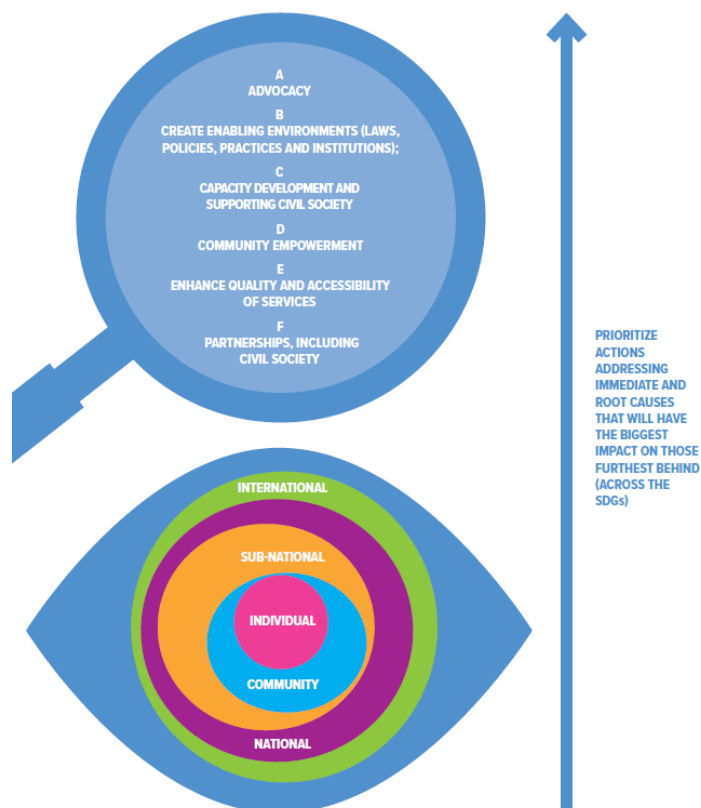 A
ADVOCACY
B
CREATE ENABLING ENVIRONMENTS (LAWS,
POLICIES, PRACTICES AND INSTITUTIONS);
C
CAPACITY DEVELOPMENT AND
SUPPORTING CIVIL SOCIETY
D
COMMUNITY EMPOWERMENT
E
ENHANCE QUALITY AND ACCESSIBILITY
OF SERVICES
F
PARTNERSHIPS, INCLUDING
CIVIL SOCIETY
PRIORITIZE
ACTIONS
ADDRESSING
IMMEDIATE AND
ROOT CAUSES
THAT WILL HAVE
THE BIGGEST
IMPACT ON THOSE
FURTHEST BEHIND
(ACROSS THE
SDGs)
INTERNATIONAL
SUB-NATIONAL
INDIVIDUAL
COMMUNITY
NATIONAL